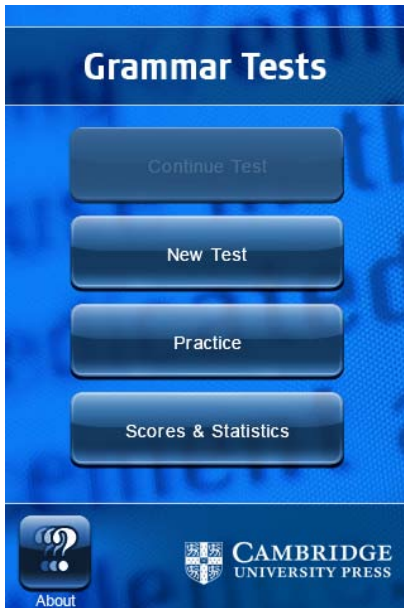 Grammar Tests
Continue Test
New Test
Practice
Scores & Statistics
???
About
CAMBRIDGE
UNIVERSITY PRESS